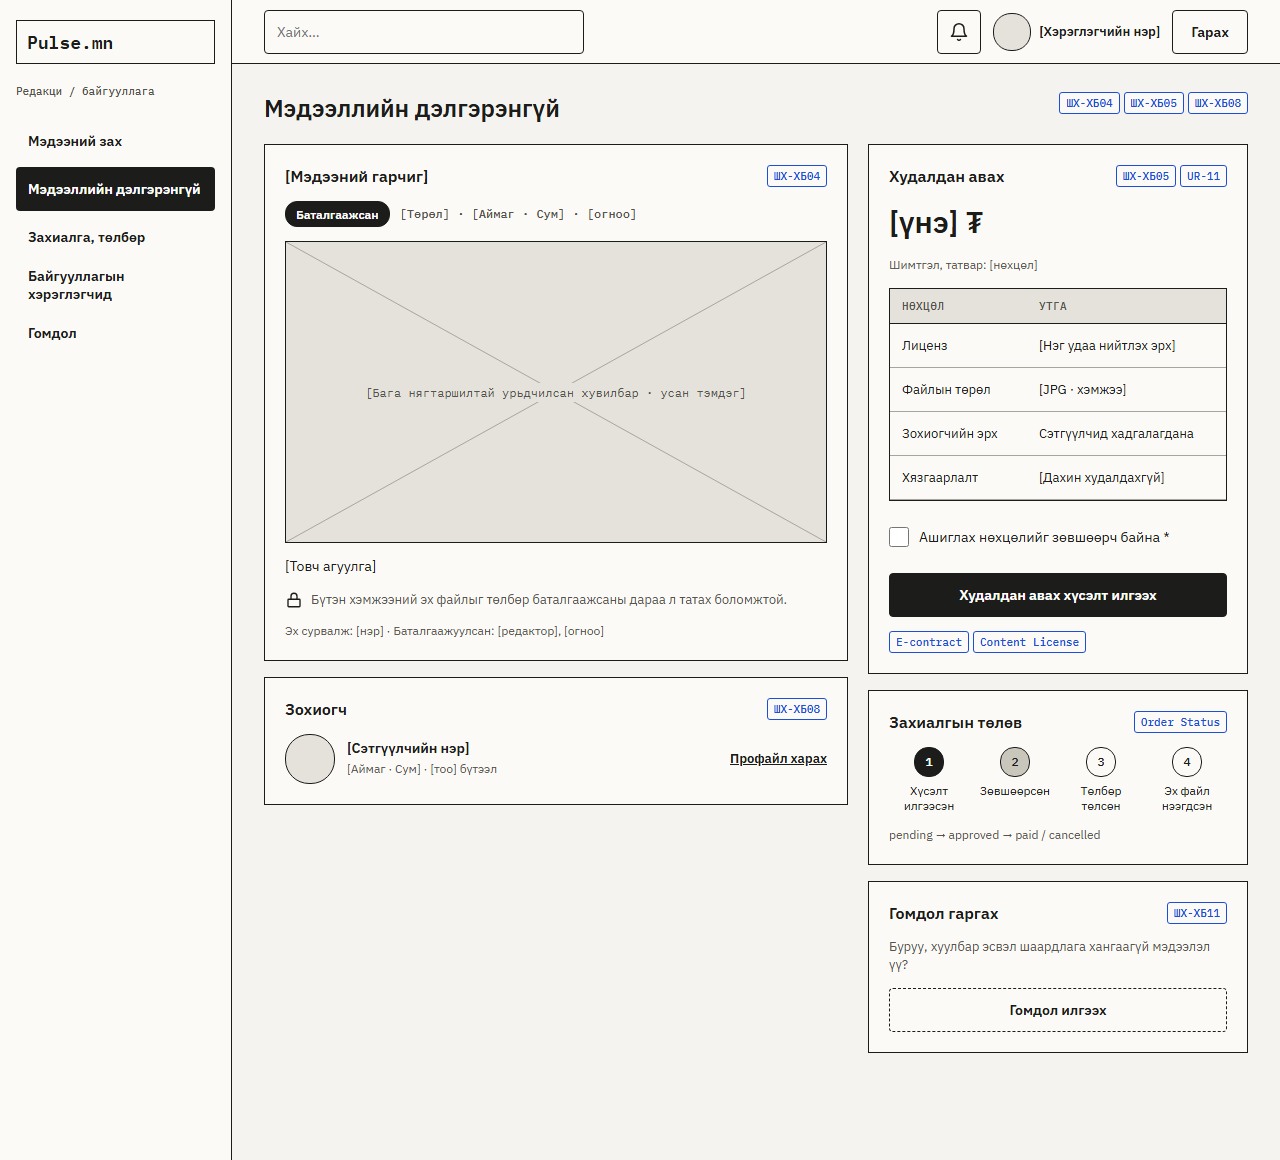 Pulse.mn
Редакци / байгууллага
Мэдээний зах
Мэдээллийн дэлгэрэнгүй
Захиалга, төлбөр
Байгууллагын
хэрэглэгчид
Гомдол
Хайх...
[Хэрэглэгчийн нэр]
Гарах
Мэдээллийн дэлгэрэнгүй
ШХ-ХБ04 ШХ-ХБ05 ШХ-ХБ08
[Мэдээний гарчиг]
ШХ-ХБ04
Баталгаажсан [Төрөл] · [Аймаг · Сум] · [огноо]
[Бага нягтаршилтай урьдчилсан хувилбар · усан тэмдэг]
[Товч агуулга]
Бүтэн хэмжээний эх файлыг төлбөр баталгаажсаны дараа л татах боломжтой.
Эх сурвалж: [нэр] · Баталгаажуулсан: [редактор], [огноо]
Зохиогч
ШХ-ХБ08
[Сэтгүүлчийн нэр]
[Аймаг · Сум] · [тоо] бүтээл
Профайл харах
Худалдан авах
ШХ-ХБ05 UR-11
[үнэ] ₮
Шимтгэл, татвар: [нөхцөл]
НӨХЦӨЛ УТГА
Лиценз [Нэг удаа нийтлэх эрх]
Файлын төрөл [JPG · хэмжээ]
Зохиогчийн эрх Сэтгүүлчид хадгалагдана
Хязгаарлалт [Дахин худалдахгүй]
Ашиглах нөхцөлийг зөвшөөрч байна *
Худалдан авах хүсэлт илгээх
E-contract Content License
Захиалгын төлөв
Order Status
1 2 3 4
Хүсэлт Зөвшөөрсөн Төлбөр Эх файл
илгээсэн төлсөн нээгдсэн
pending → approved → paid / cancelled
Гомдол гаргах
ШХ-ХБ11
Буруу, хуулбар эсвэл шаардлага хангаагүй мэдээлэл
үү?
Гомдол илгээх